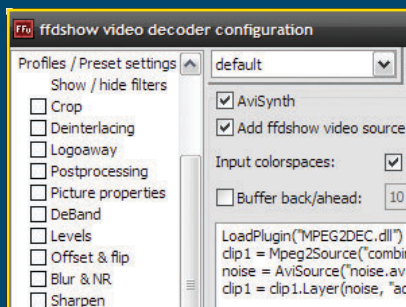 FFv ffdshow video decoder configuration
Profiles / Preset settings
Show / hide filters
Crop
Deinterlacing
Logoaway
Postprocessing
Picture properties
DeBand
Levels
Offset & flip
Blur & NR
Sharpen
default
AviSynth
Add ffdshow video source
Input colorspaces:
Buffer back/ahead: 10
LoadPlugin("MPEG2DEC.dll")
clip1 = Mpeg2Source("combi
noise = AviSource("noise.av
clip1 = clip1.Layer(noise, "ad